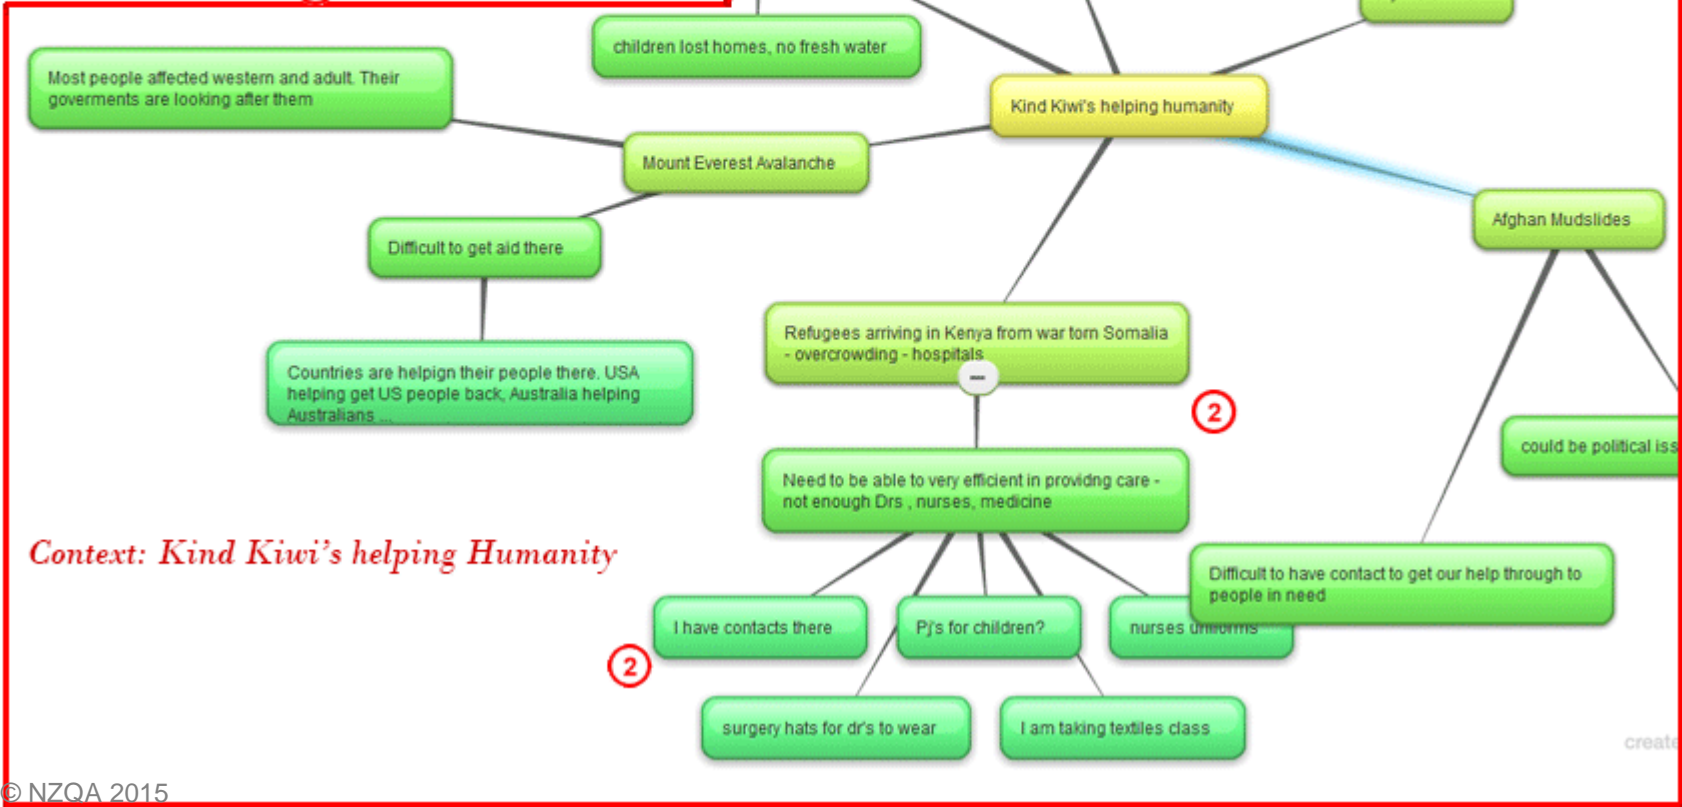 children lost homes, no fresh water
Most people affected western and adult. Their
goverments are looking after them
Kind Kiwi's helping humanity
Mount Everest Avalanche
Afghan Mudslides
Difficult to get aid there
Refugees arriving in Kenya from war torn Somalia
- overcrowding - hospitals
Countries are helpign their people there. USA
helping get US people back, Australia helping
Australians ...
2
could be political iss
Need to be able to very efficient in providng care -
not enough Drs , nurses, medicine
Context: Kind Kiwi's helping Humanity
Difficult to have contact to get our help through to
people in need
I have contacts there
Pj's for children?
nurses uniforms
2
surgery hats for dr's to wear
I am taking textiles class
create
© NZQA 2015